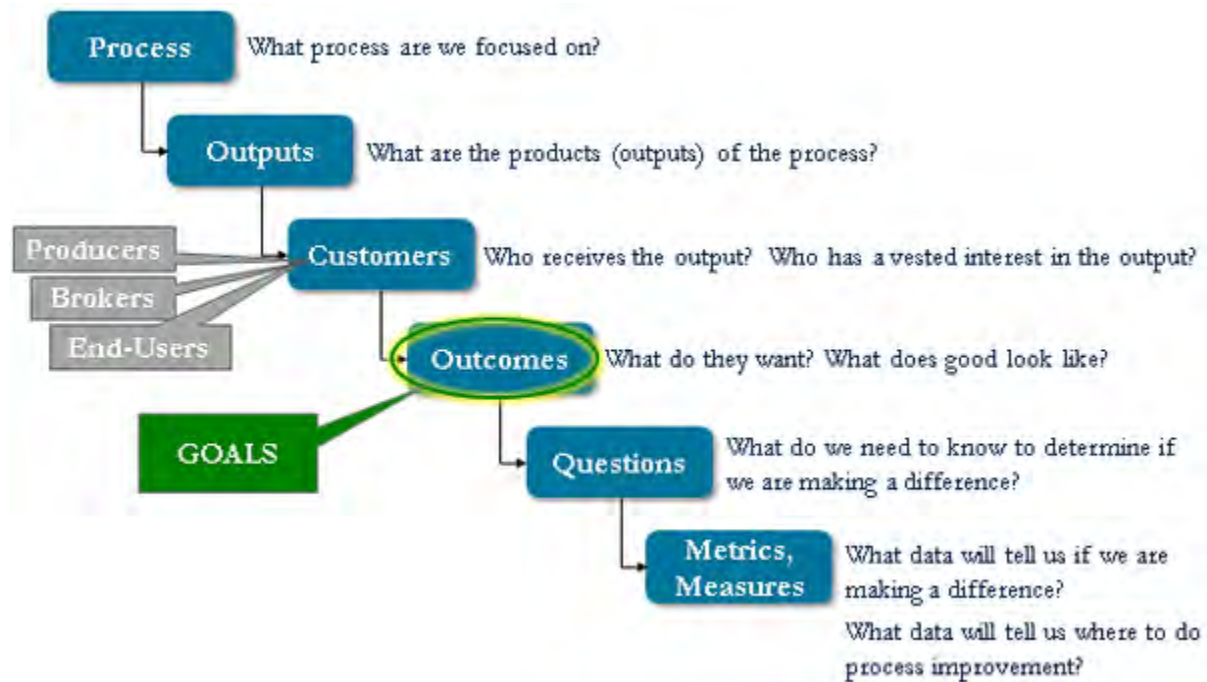 Process
What process are we focused on?
Outputs
What are the products (outputs) of the process?
Producers
Brokers
End-Users
Customers
Who receives the output? Who has a vested interest in the output?
Outcomes
What do they want? What does good look like?
GOALS
Questions
What do we need to know to determine if
we are making a difference?
Metrics,
Measures
What data will tell us if we are
making a difference?
What data will tell us where to do
process improvement?